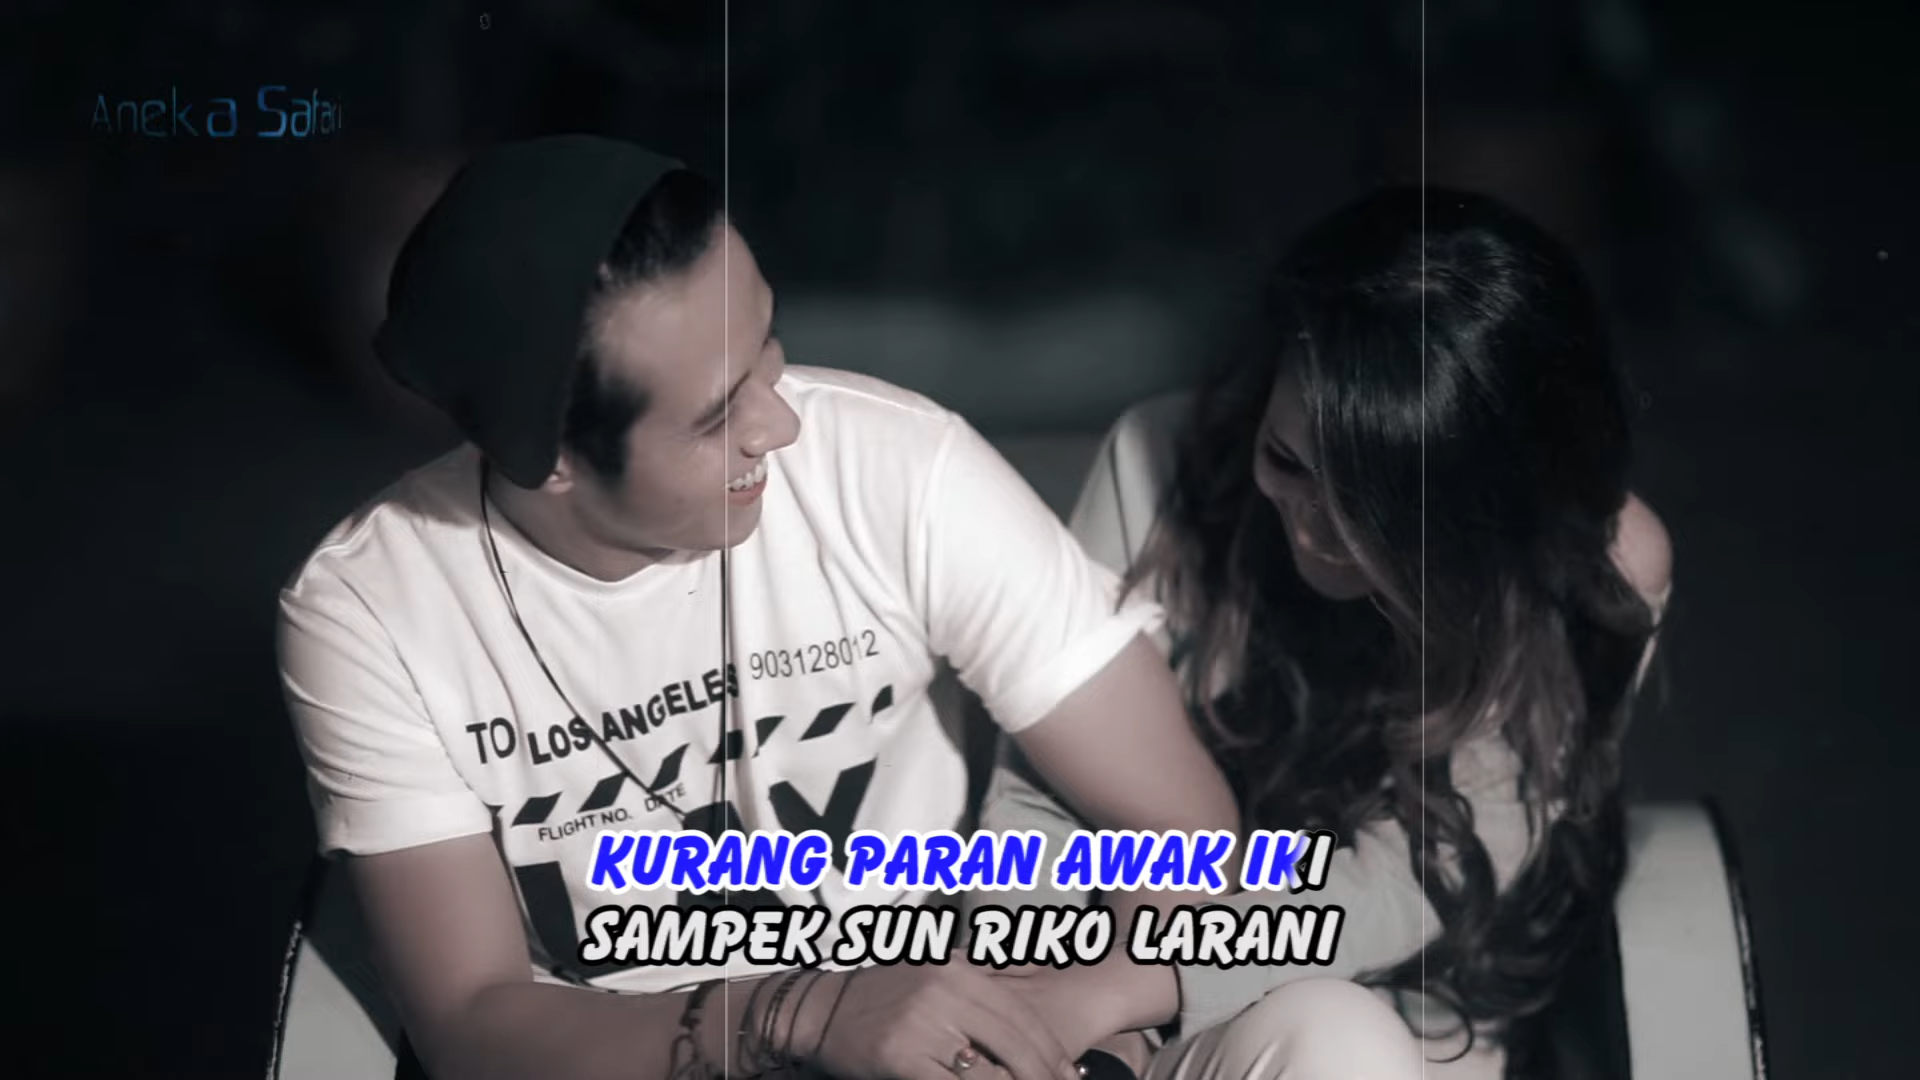 Aneka Safari
TO LOS ANGELES 903128012
FLIGHT NO. DATE
KURANG PARAN AWAK IKI
SAMPEK SUN RIKO LARANI